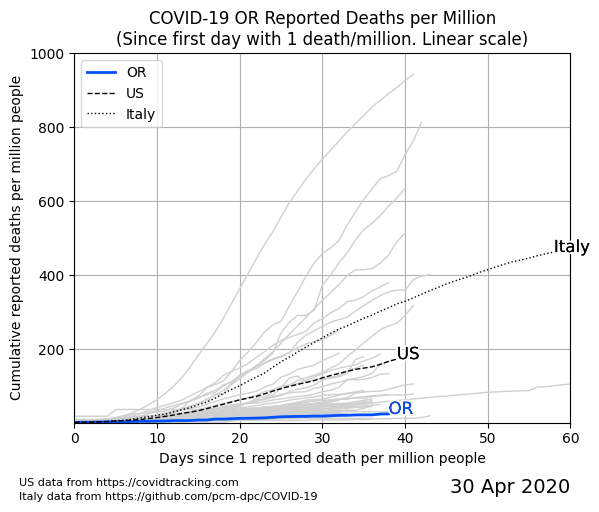 COVID-19 OR Reported Deaths per Million
(Since first day with 1 death/million. Linear scale)
Cumulative reported deaths per million people
1000
800
600
400
200
OR
US
Italy
Italy
US
OR
0
10
20
30
40
50
60
Days since 1 reported death per million people
US data from https://covidtracking.com
Italy data from https://github.com/pcm-dpc/COVID-19
30 Apr 2020